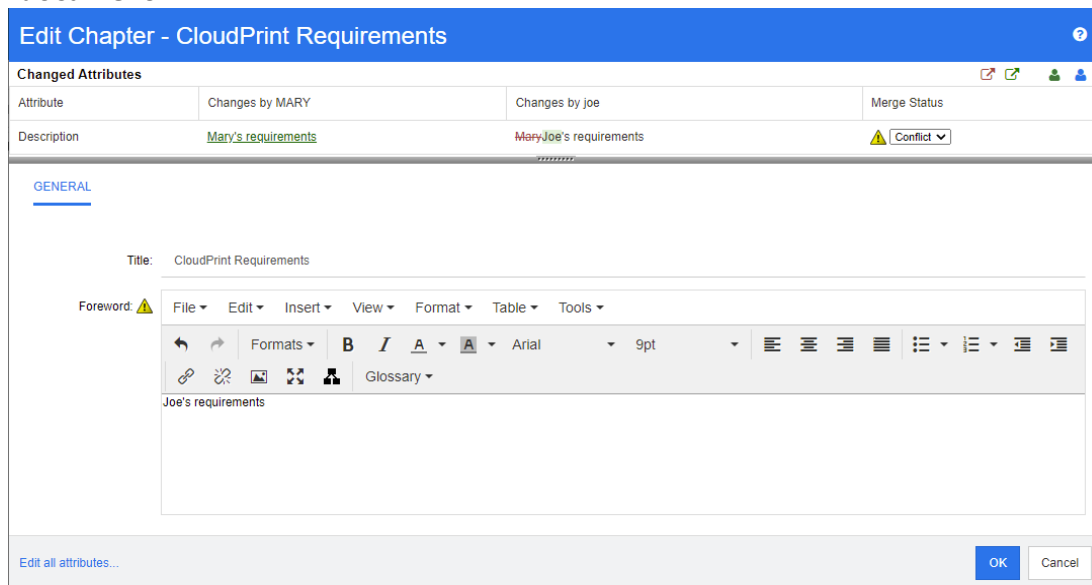 Edit Chapter - CloudPrint Requirements
Changed Attributes
Attribute Changes by MARY Changes by joe Merge Status
Description Mary's requirements MaryJoe's requirements Conflict
GENERAL
Title: CloudPrint Requirements
Foreword: File Edit Insert View Format Table Tools
Formats B I A A Arial 9pt
Glossary
Joe's requirements
Edit all attributes... OK Cancel